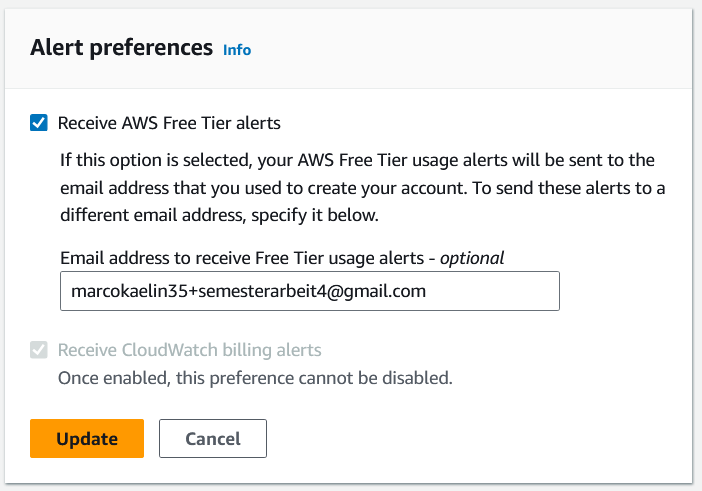 Alert preferences Info
Receive AWS Free Tier alerts
If this option is selected, your AWS Free Tier usage alerts will be sent to the
email address that you used to create your account. To send these alerts to a
different email address, specify it below.
Email address to receive Free Tier usage alerts - optional
marcokaelin35+semesterarbeit4@gmail.com
Receive CloudWatch billing alerts
Once enabled, this preference cannot be disabled.
Update Cancel